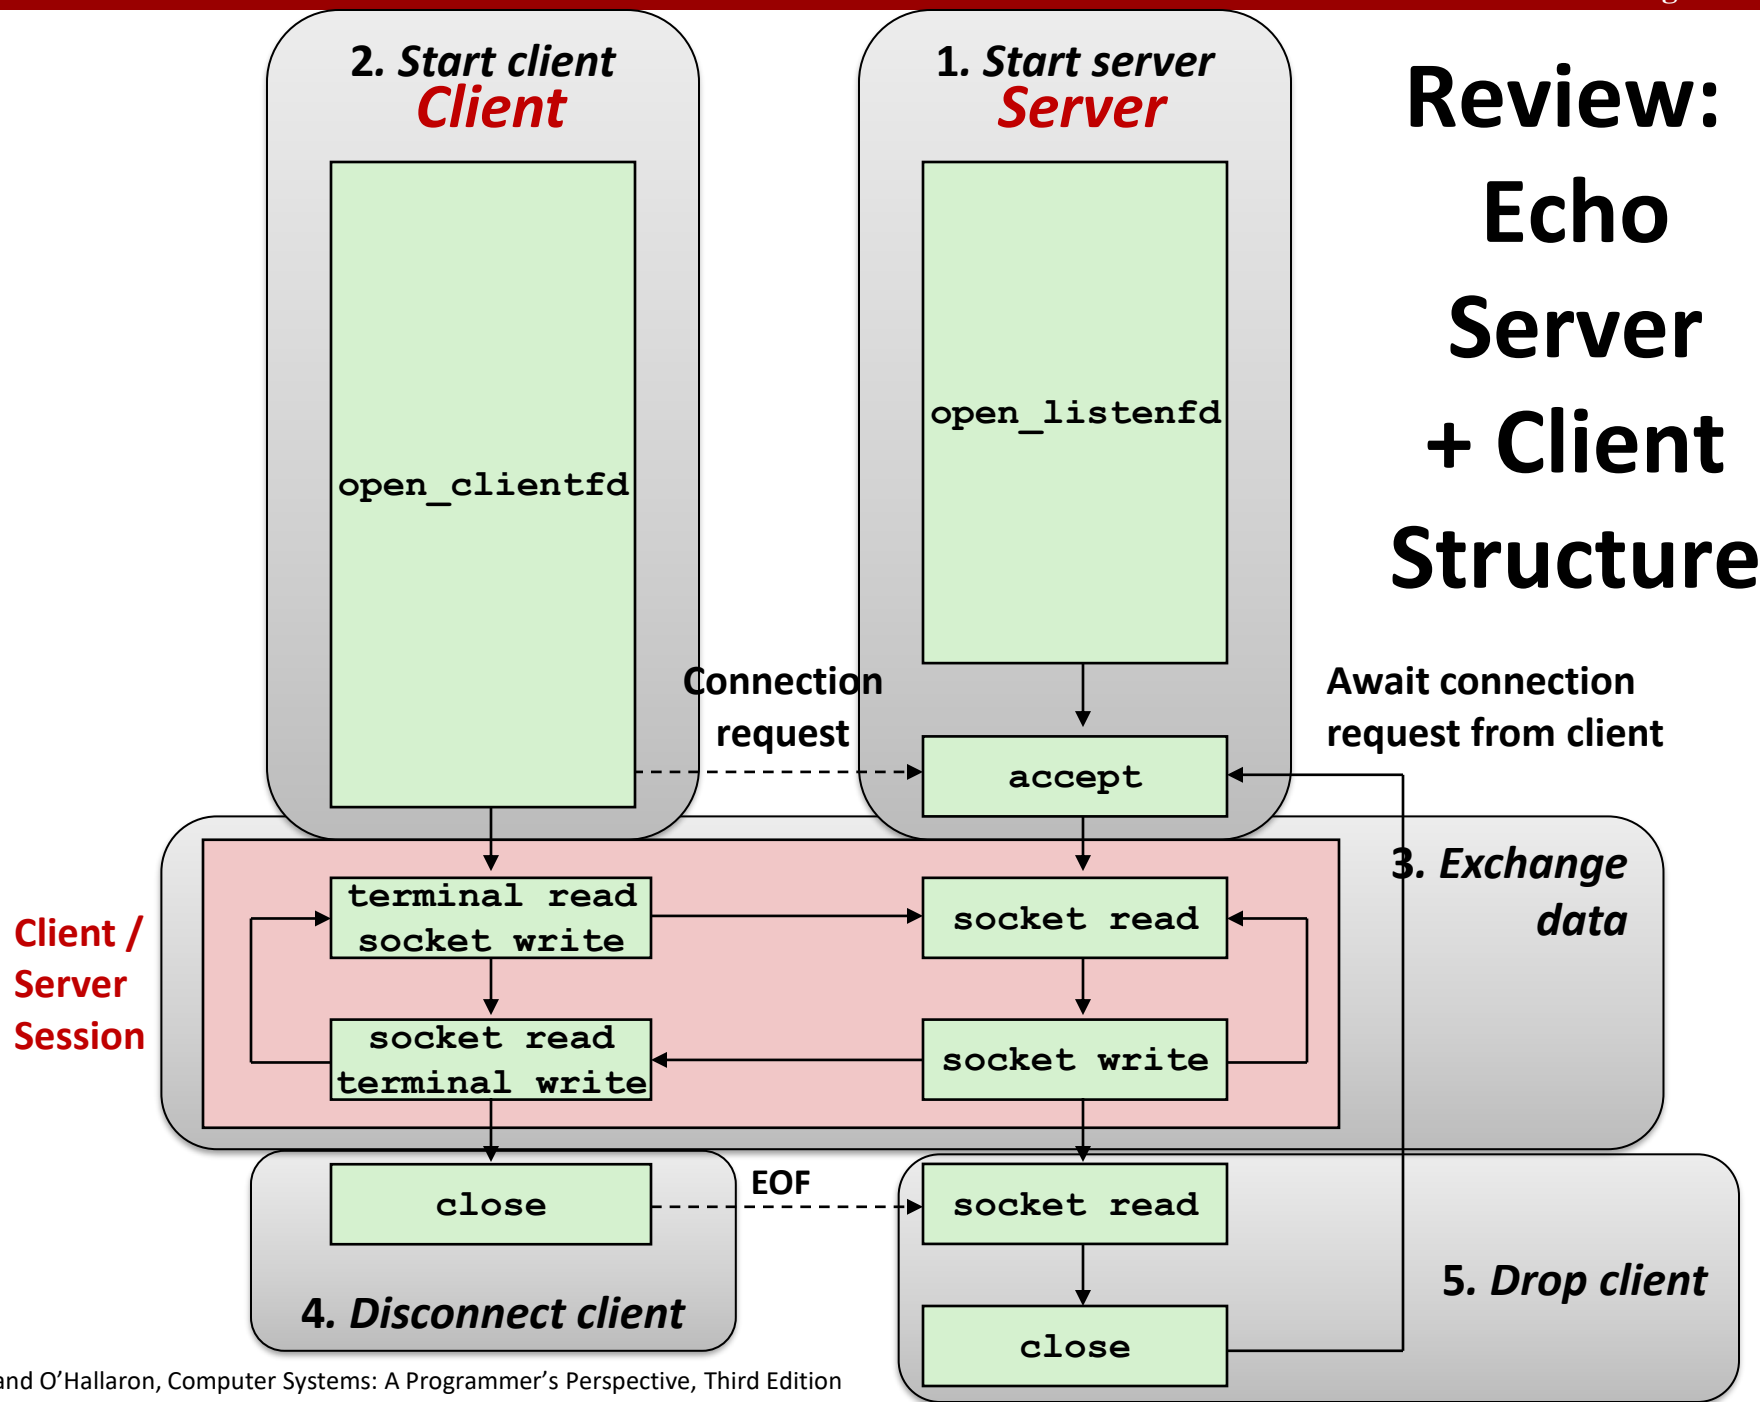 2. Start client
Client
1. Start server
Server
Review:
Echo
Server
+ Client
Structure
open_listenfd
open_clientfd
Connection
request
Await connection
request from client
accept
3. Exchange
data
Client /
Server
Session
terminal read
socket write
socket read
socket read
terminal write
socket write
close
EOF
socket read
4. Disconnect client
5. Drop client
close
and O’Hallaron, Computer Systems: A Programmer’s Perspective, Third Edition